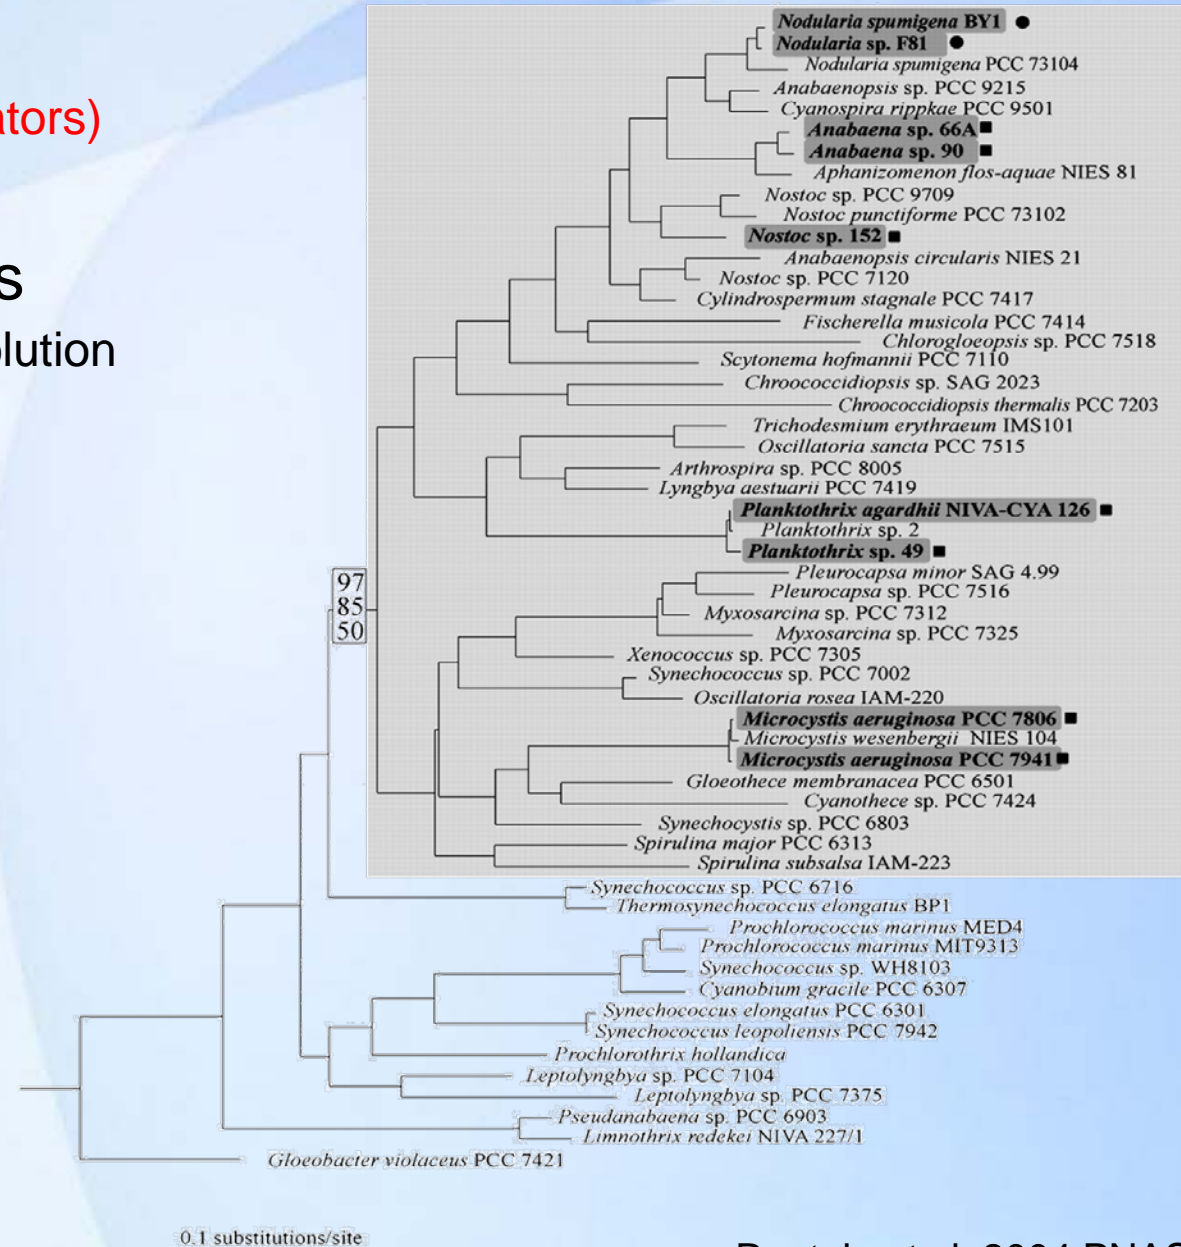 Nodularia spumigena BY1 ●
Nodularia sp. F81 ●
Nodularia spumigena PCC 73104
Anabaenopsis sp. PCC 9215
ators)
Cyanospira rippkae PCC 9501
Anabaena sp. 66A ■
Anabaena sp. 90 ■
Aphanizomenon flos-aquae NIES 81
Nostoc sp. PCC 9709
Nostoc punctiforme PCC 73102
Nostoc sp. 152 ■
Anabaenopsis circularis NIES 21
s
Nostoc sp. PCC 7120
Cylindrospermum stagnale PCC 7417
Fischerella musicola PCC 7414
Chlorogloeopsis sp. PCC 7518
lution
Scytonema hofmannii PCC 7110
Chroococcidiopsis sp. SAG 2023
Chroococcidiopsis thermalis PCC 7203
Trichodesmium erythraeum IMS101
Oscillatoria sancta PCC 7515
Arthrospira sp. PCC 8005
Lyngbya aestuarii PCC 7419
Planktothrix agardhii NIVA-CYA 126 ■
Planktothrix sp. 2
Planktothrix sp. 49 ■
Pleurocapsa minor SAG 4.99
97
Pleurocapsa sp. PCC 7516
85
Myxosarcina sp. PCC 7312
50
Myxosarcina sp. PCC 7325
Xenococcus sp. PCC 7305
Synechococcus sp. PCC 7002
Oscillatoria rosea IAM-220
Microcystis aeruginosa PCC 7806 ■
Microcystis wesenbergii NIES 104
Microcystis aeruginosa PCC 7941 ■
Gloeothece membranacea PCC 6501
Cyanothece sp. PCC 7424
Synechocystis sp. PCC 6803
Spirulina major PCC 6313
Spirulina subsalsa IAM-223
Synechococcus sp. PCC 6716
Thermosynechococcus elongatus BP1
Prochlorococcus marinus MED4
Prochlorococcus marinus MIT9313
Synechococcus sp. WH8103
Cyanobium gracile PCC 6307
Synechococcus elongatus PCC 6301
Synechococcus leopoliensis PCC 7942
Prochlorothrix hollandica
Leptolyngbya sp. PCC 7104
Leptolyngbya sp. PCC 7375
Pseudanabaena sp. PCC 6903
Limnothrix redekei NIVA 227/1
Gloeobacter violaceus PCC 7421
0.1 substitutions/site
2004 PNAS